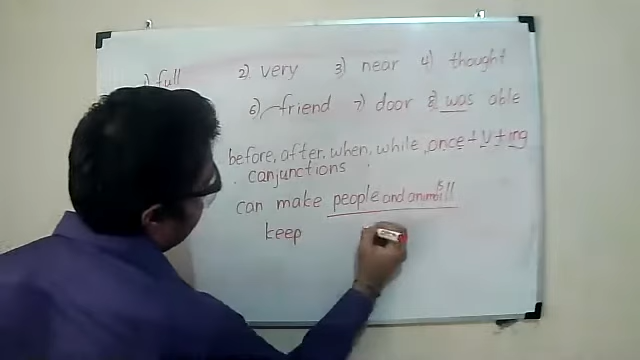 1) full 2) very 3) near 4) thought
6) friend 7) door 8) was able
before, after, when, while, once + V + ing
conjunctions
can make people and animals ill
keep